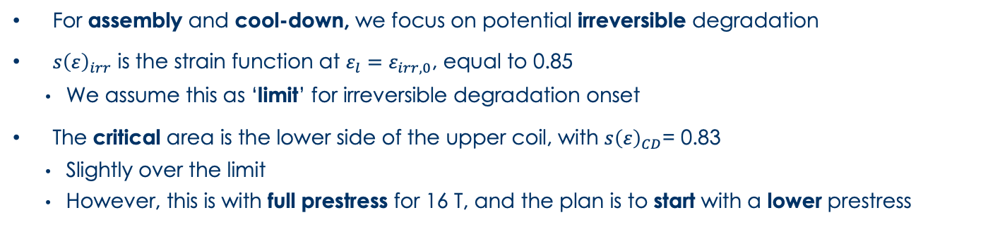 • For assembly and cool-down, we focus on potential irreversible degradation
• s(ε)irr is the strain function at εl = εirr,0, equal to 0.85
• We assume this as ‘limit’ for irreversible degradation onset
• The critical area is the lower side of the upper coil, with s(ε)CD= 0.83
• Slightly over the limit
• However, this is with full prestress for 16 T, and the plan is to start with a lower prestress